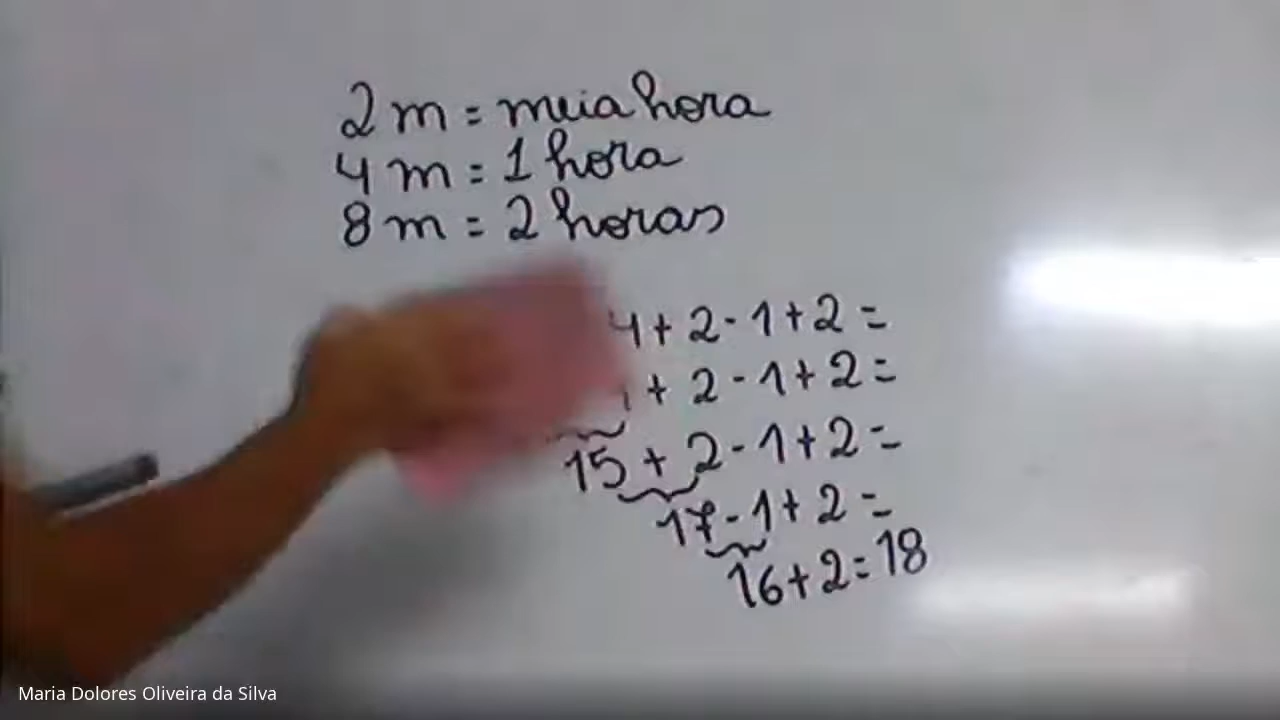 2 m = meia hora
4 m = 1 hora
8 m = 2 horas
4 + 2 - 1 + 2 =
+ 2 - 1 + 2 =
15 + 2 - 1 + 2 =
17 - 1 + 2 =
16 + 2 = 18
Maria Dolores Oliveira da Silva